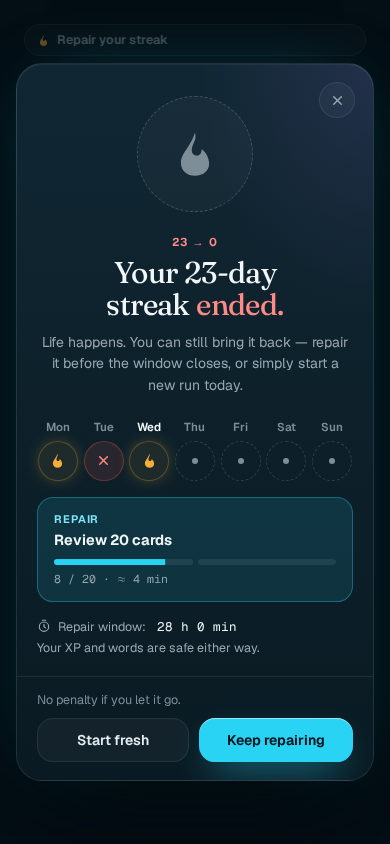 Repair your streak
23 → 0
Your 23-day
streak ended.
Life happens. You can still bring it back — repair
it before the window closes, or simply start a
new run today.
Mon Tue Wed Thu Fri Sat Sun
REPAIR
Review 20 cards
8 / 20 · ≈ 4 min
Repair window: 28 h 0 min
Your XP and words are safe either way.
No penalty if you let it go.
Start fresh Keep repairing